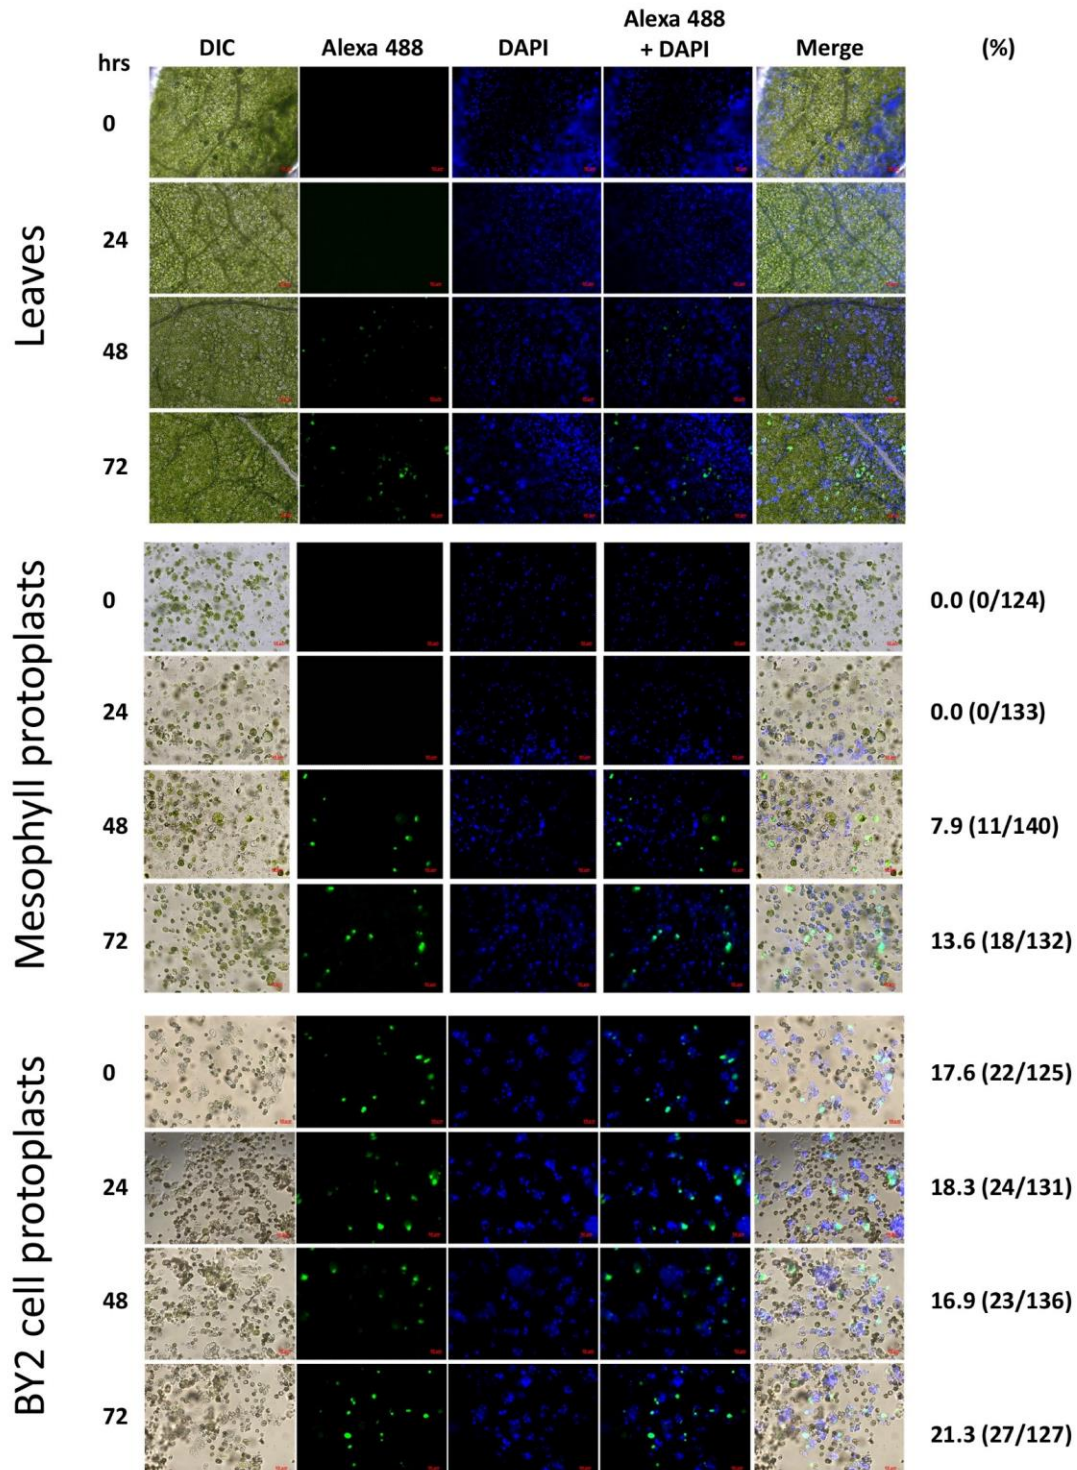 DIC Alexa 488 DAPI Alexa 488 + DAPI Merge (%)
hrs
Leaves
0
24
48
72
Mesophyll protoplasts
0 0.0 (0/124)
24 0.0 (0/133)
48 7.9 (11/140)
72 13.6 (18/132)
BY2 cell protoplasts
0 17.6 (22/125)
24 18.3 (24/131)
48 16.9 (23/136)
72 21.3 (27/127)